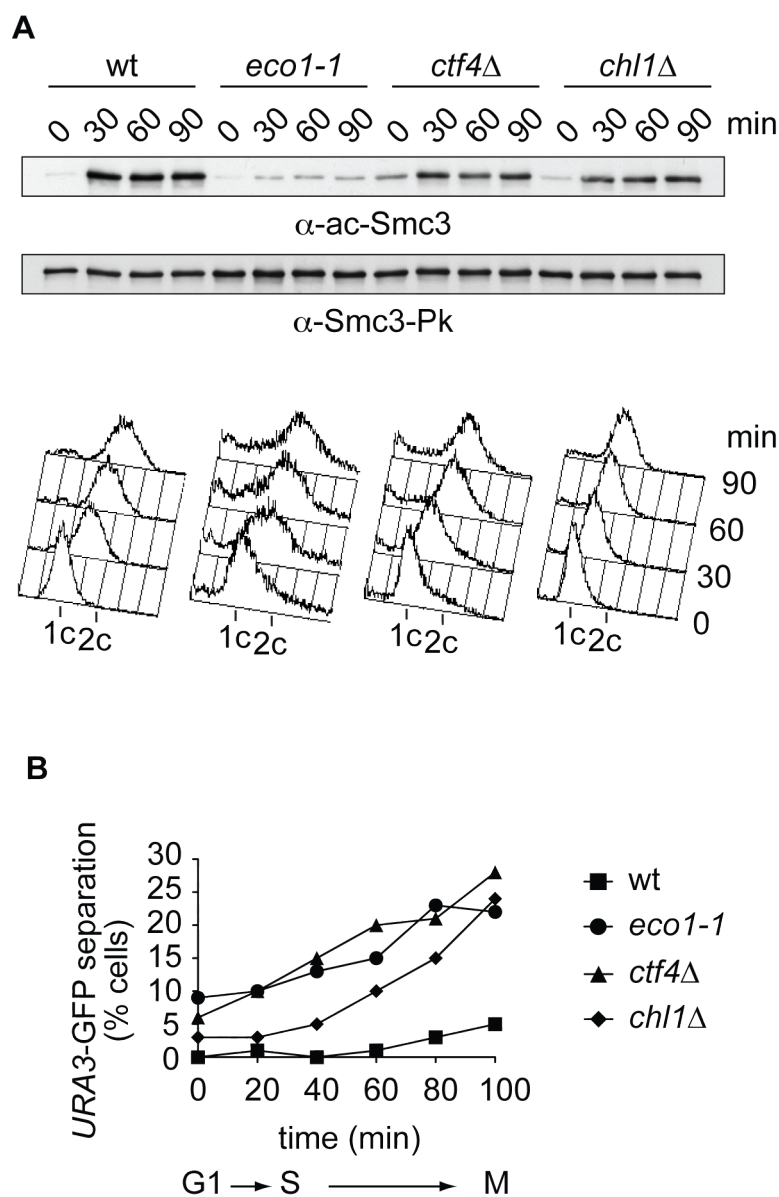 A
wt eco1-1 ctf4Δ chl1Δ
0 30 60 90 0 30 60 90 0 30 60 90 0 30 60 90 min
α-ac-Smc3
α-Smc3-Pk
min
90
60
30
0
1c 2c 1c 2c 1c 2c 1c 2c
B
URA3-GFP separation
(% cells)
30
25
20
15
10
5
0
0 20 40 60 80 100
time (min)
G1 → S → M
wt
eco1-1
ctf4Δ
chl1Δ